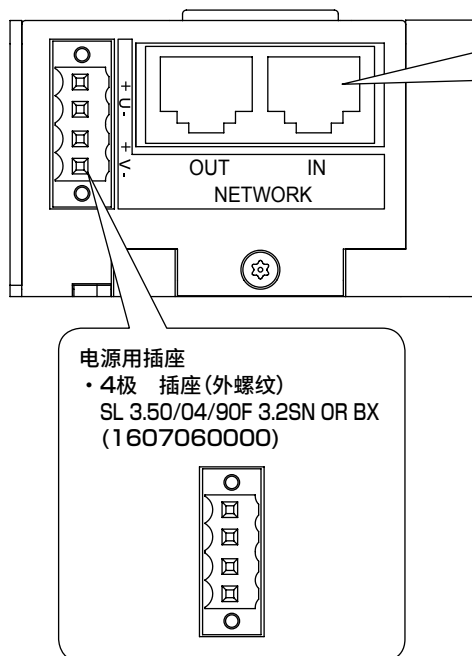 +
U
-
+
V
-
OUT IN
NETWORK
电源用插座
・4极 插座(外螺纹)
SL 3.50/04/90F 3.2SN OR BX
(1607060000)